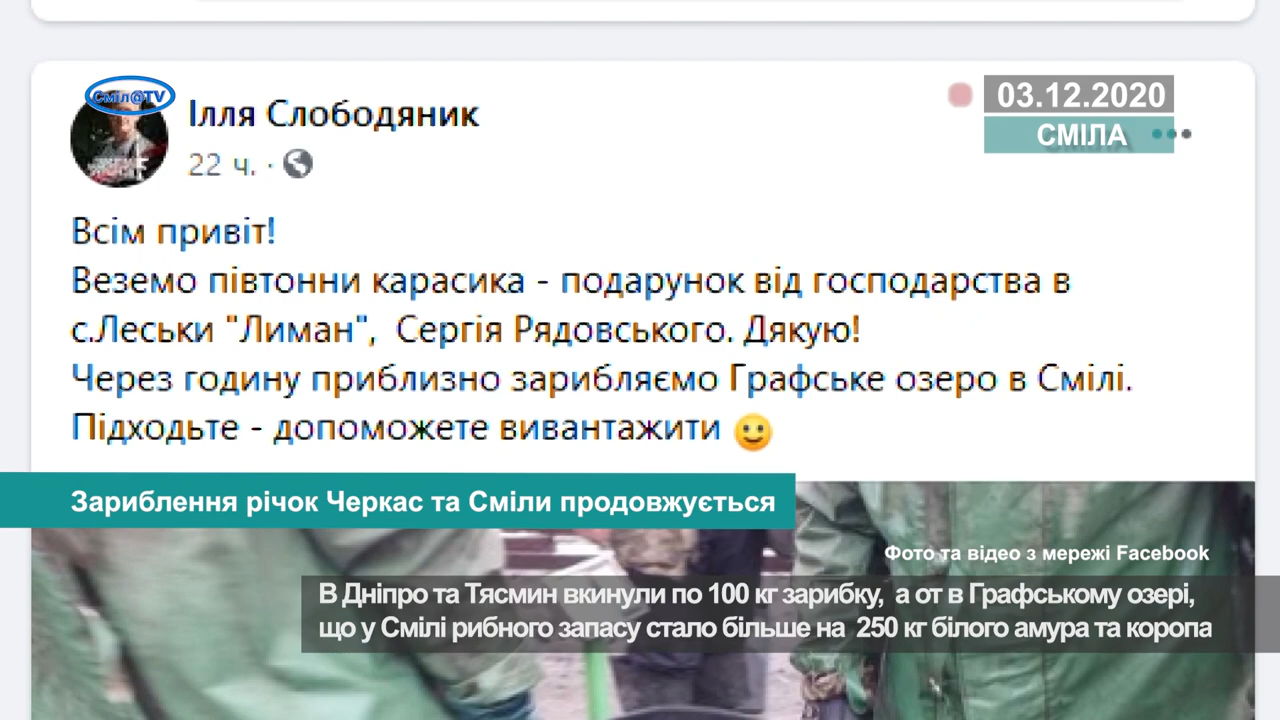 Сміл@TV
Ілля Слободяник
22 ч. ·
03.12.2020
СМІЛА
Всім привіт!
Веземо півтонни карасика - подарунок від господарства в
с.Леськи "Лиман", Сергія Рядовського. Дякую!
Через годину приблизно зарибляємо Графське озеро в Смілі.
Підходьте - допоможете вивантажити 🙂
Зариблення річок Черкас та Сміли продовжується
Фото та відео з мережі Facebook
В Дніпро та Тясмин вкинули по 100 кг зарибку, а от в Графському озері,
що у Смілі рибного запасу стало більше на 250 кг білого амура та коропа